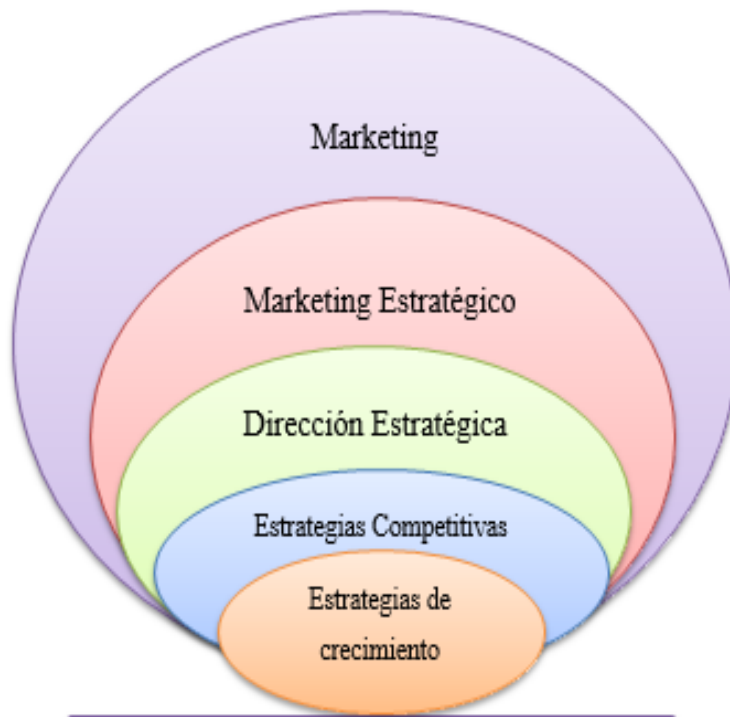 Marketing
Marketing Estratégico
Dirección Estratégica
Estrategias Competitivas
Estrategias de
crecimiento